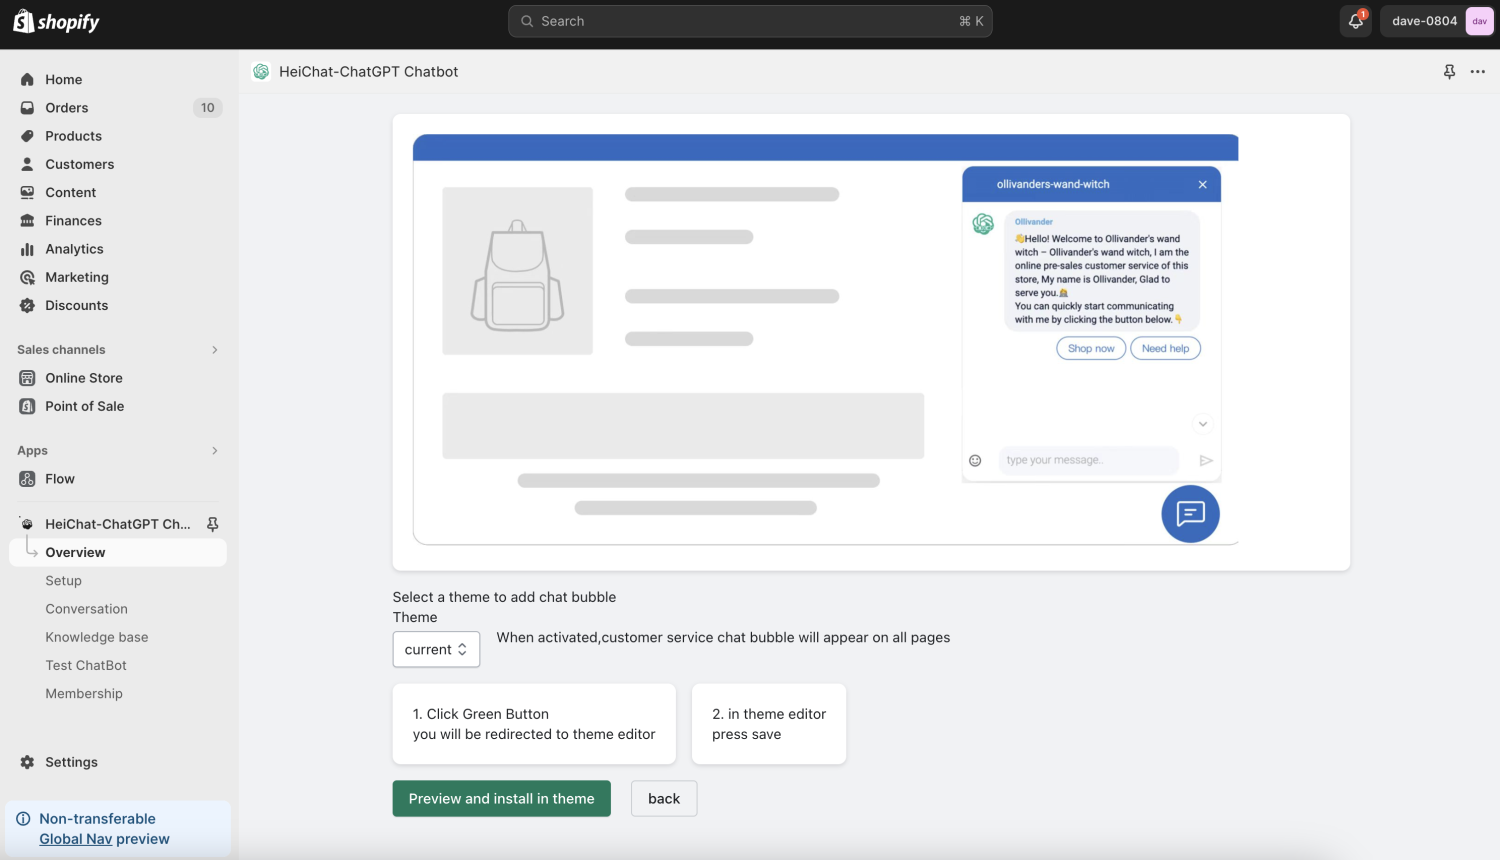 shopify
Search
⌘ K
1
dave-0804
dav
Home
Orders
10
Products
Customers
Content
Finances
Analytics
Marketing
Discounts
Sales channels
Online Store
Point of Sale
Apps
Flow
HeiChat-ChatGPT Ch...
Overview
Setup
Conversation
Knowledge base
Test ChatBot
Membership
Settings
Non-transferable
Global Nav preview
HeiChat-ChatGPT Chatbot
ollivanders-wand-witch
Ollivander
👋Hello! Welcome to Ollivander's wand
witch – Ollivander's wand witch, I am the
online pre-sales customer service of this
store, My name is Ollivander, Glad to
serve you.🙋
You can quickly start communicating
with me by clicking the button below.👇
Shop now
Need help
type your message..
Select a theme to add chat bubble
Theme
current
When activated,customer service chat bubble will appear on all pages
1. Click Green Button
you will be redirected to theme editor
2. in theme editor
press save
Preview and install in theme
back